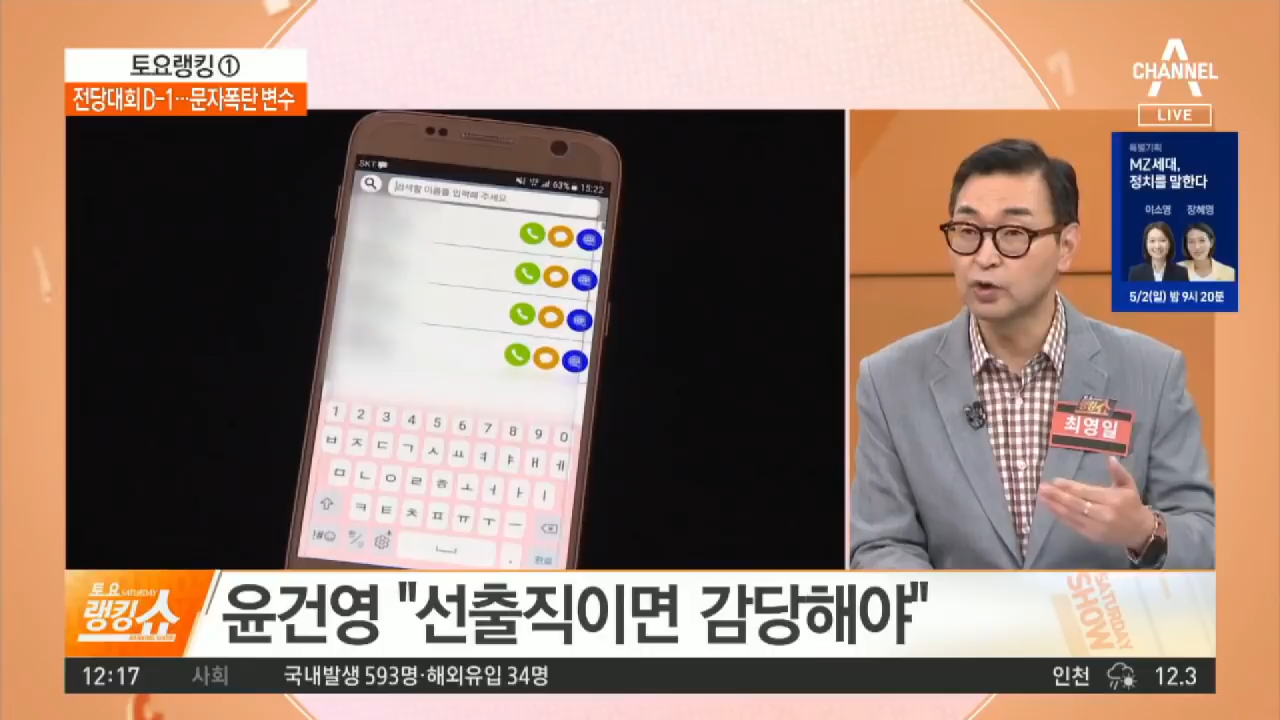 토요랭킹 ①
전당대회 D-1…문자폭탄 변수
CHANNEL A
LIVE
특별기획
MZ세대,
정치를 말한다
이소영 장혜영
5/2(일) 밤 9시 20분
SKT 63% 15:22
검색할 이름을 입력해 주세요
1 2 3 4 5 6 7 8 9 0
ㅂ ㅈ ㄷ ㄱ ㅅ ㅛ ㅕ ㅑ ㅐ ㅔ
ㅁ ㄴ ㅇ ㄹ ㅎ ㅗ ㅓ ㅏ ㅣ
ㅋ ㅌ ㅊ ㅍ ㅠ ㅜ ㅡ
!#☺ .
최영일
토요 SATURDAY
랭킹쇼
윤건영 "선출직이면 감당해야"
SATURDAY
SHOW
12:17 사회 국내발생 593명·해외유입 34명 인천 12.3